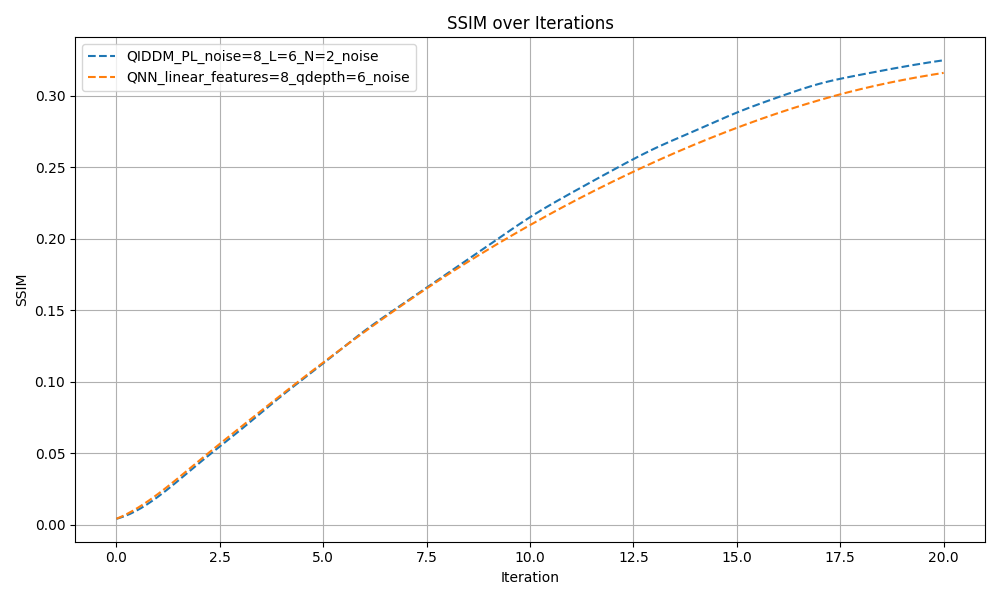 SSIM over Iterations
QIDDM_PL_noise=8_L=6_N=2_noise
QNN_linear_features=8_qdepth=6_noise
SSIM
0.30
0.25
0.20
0.15
0.10
0.05
0.00
0.0 2.5 5.0 7.5 10.0 12.5 15.0 17.5 20.0
Iteration